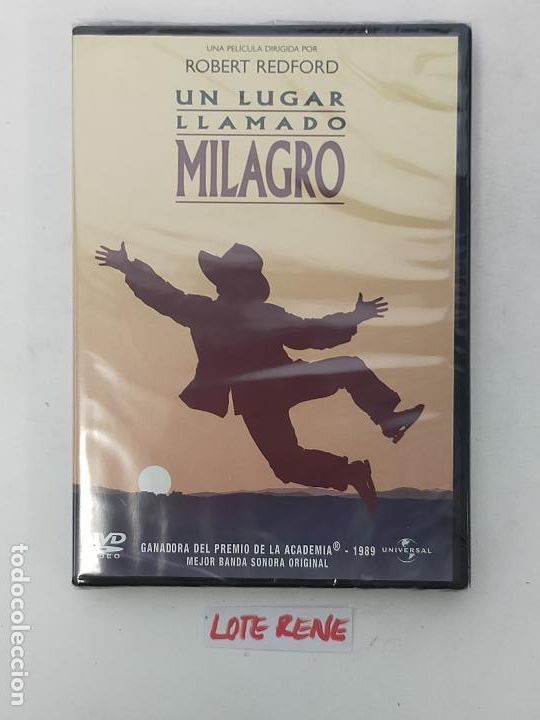 UNA PELÍCULA DIRIGIDA POR
ROBERT REDFORD
UN LUGAR
LLAMADO
MILAGRO
DVD
VIDEO
GANADORA DEL PREMIO DE LA ACADEMIA® - 1989
MEJOR BANDA SONORA ORIGINAL
UNIVERSAL
LOTE RENE
todocoleccion